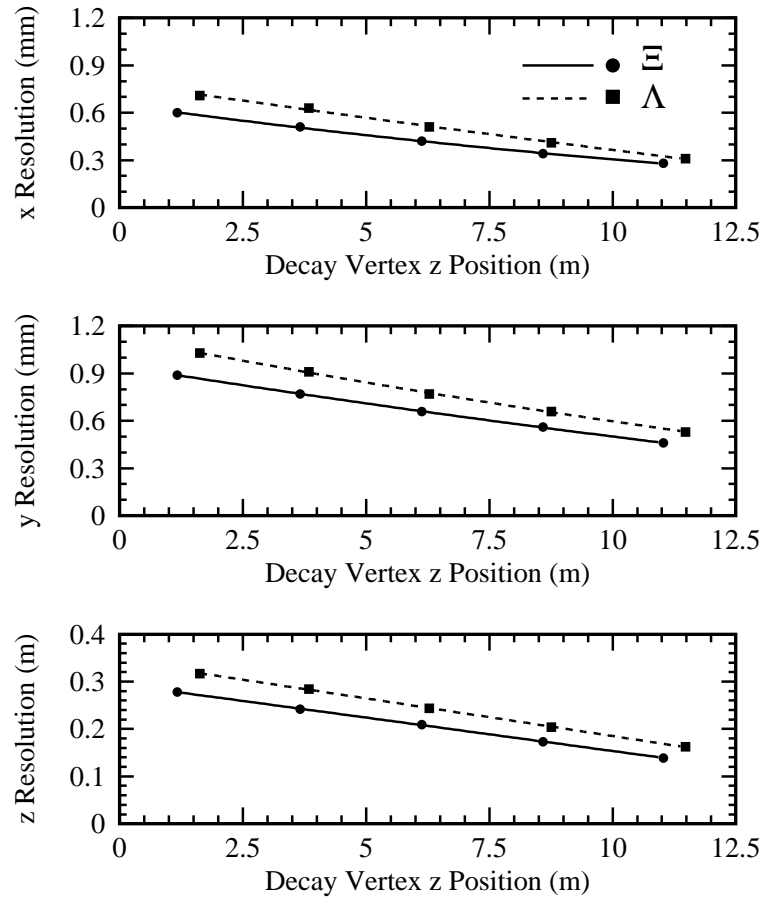 x Resolution (mm)
1.2
0.9
0.6
0.3
0
Ξ
Λ
0 2.5 5 7.5 10 12.5
Decay Vertex z Position (m)
y Resolution (mm)
1.2
0.9
0.6
0.3
0
0 2.5 5 7.5 10 12.5
Decay Vertex z Position (m)
z Resolution (m)
0.4
0.3
0.2
0.1
0
0 2.5 5 7.5 10 12.5
Decay Vertex z Position (m)